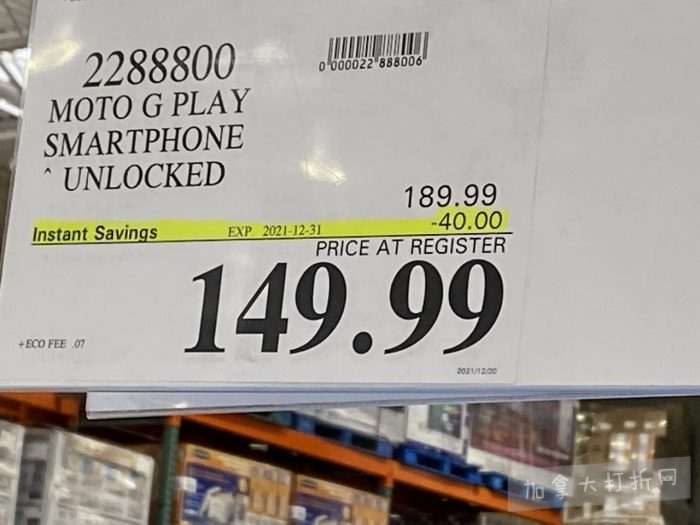 2288800
0 000022 888006
MOTO G PLAY
SMARTPHONE
^ UNLOCKED
189.99
Instant Savings EXP 2021-12-31 -40.00
PRICE AT REGISTER
149.99
+ECO FEE .07
2021/12/20
加拿大打折网